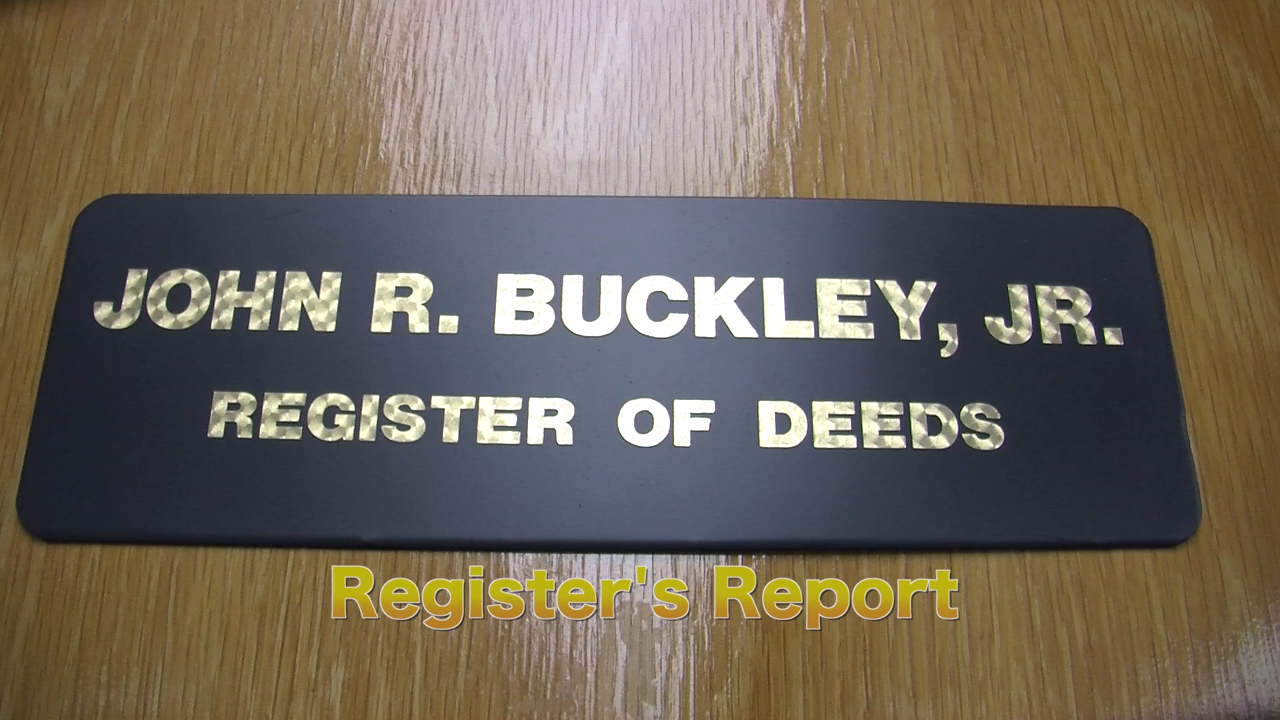 JOHN R. BUCKLEY, JR.
REGISTER OF DEEDS
Register's Report